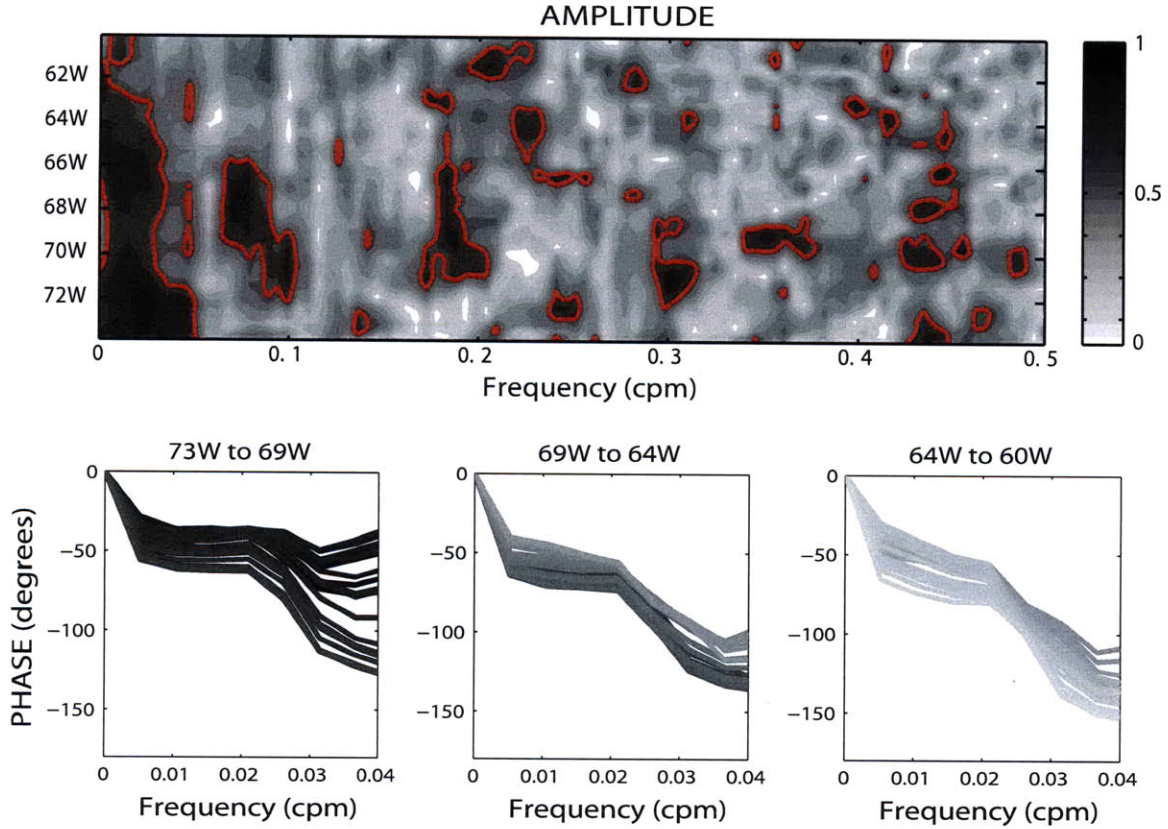 AMPLITUDE
62W
64W
66W
68W
70W
72W
0
0.1
0.2
0.3
0.4
0.5
Frequency (cpm)
1
0.5
0
73W to 69W
69W to 64W
64W to 60W
PHASE (degrees)
0
−50
−100
−150
0
0.01
0.02
0.03
0.04
Frequency (cpm)
0
−50
−100
−150
0
0.01
0.02
0.03
0.04
Frequency (cpm)
0
−50
−100
−150
0
0.01
0.02
0.03
0.04
Frequency (cpm)